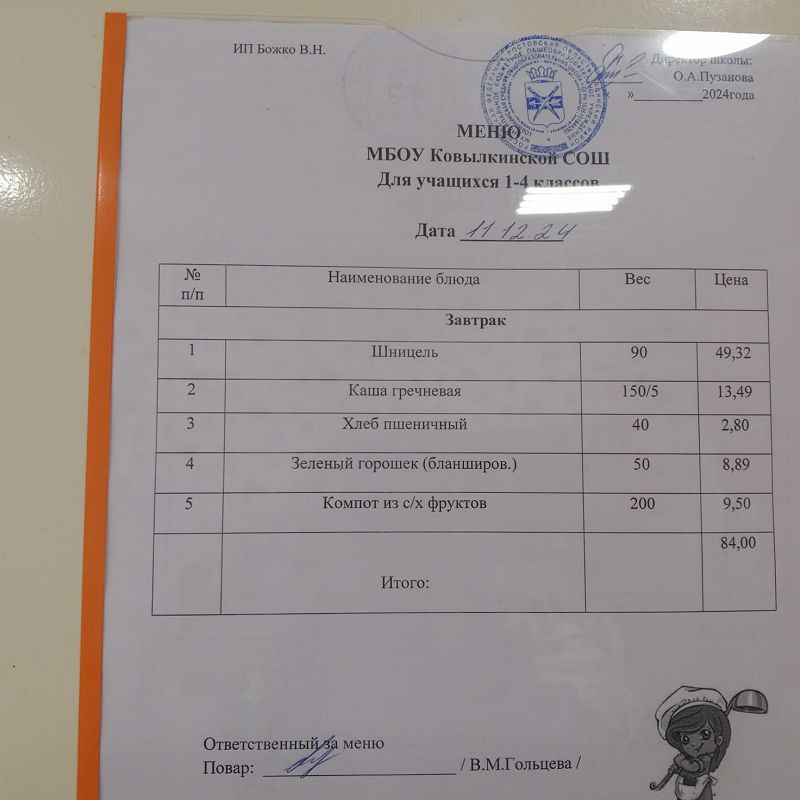 ИП Божко В.Н.
Директор школы:
О.А.Пузанова
« »__________2024года
МЕНЮ
МБОУ Ковылкинской СОШ
Для учащихся 1-4 классов
Дата 11 12.24
№ п/п Наименование блюда Вес Цена
Завтрак
1 Шницель 90 49,32
2 Каша гречневая 150/5 13,49
3 Хлеб пшеничный 40 2,80
4 Зеленый горошек (бланширов.) 50 8,89
5 Компот из с/х фруктов 200 9,50
84,00
Итого:
Ответственный за меню
Повар: ____________________ / В.М.Гольцева /